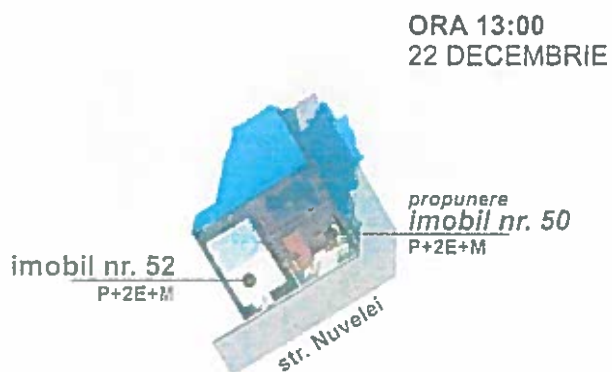 ORA 13:00
22 DECEMBRIE
propunere
imobil nr. 50
P+2E+M
imobil nr. 52
P+2E+M
str. Nuvelei